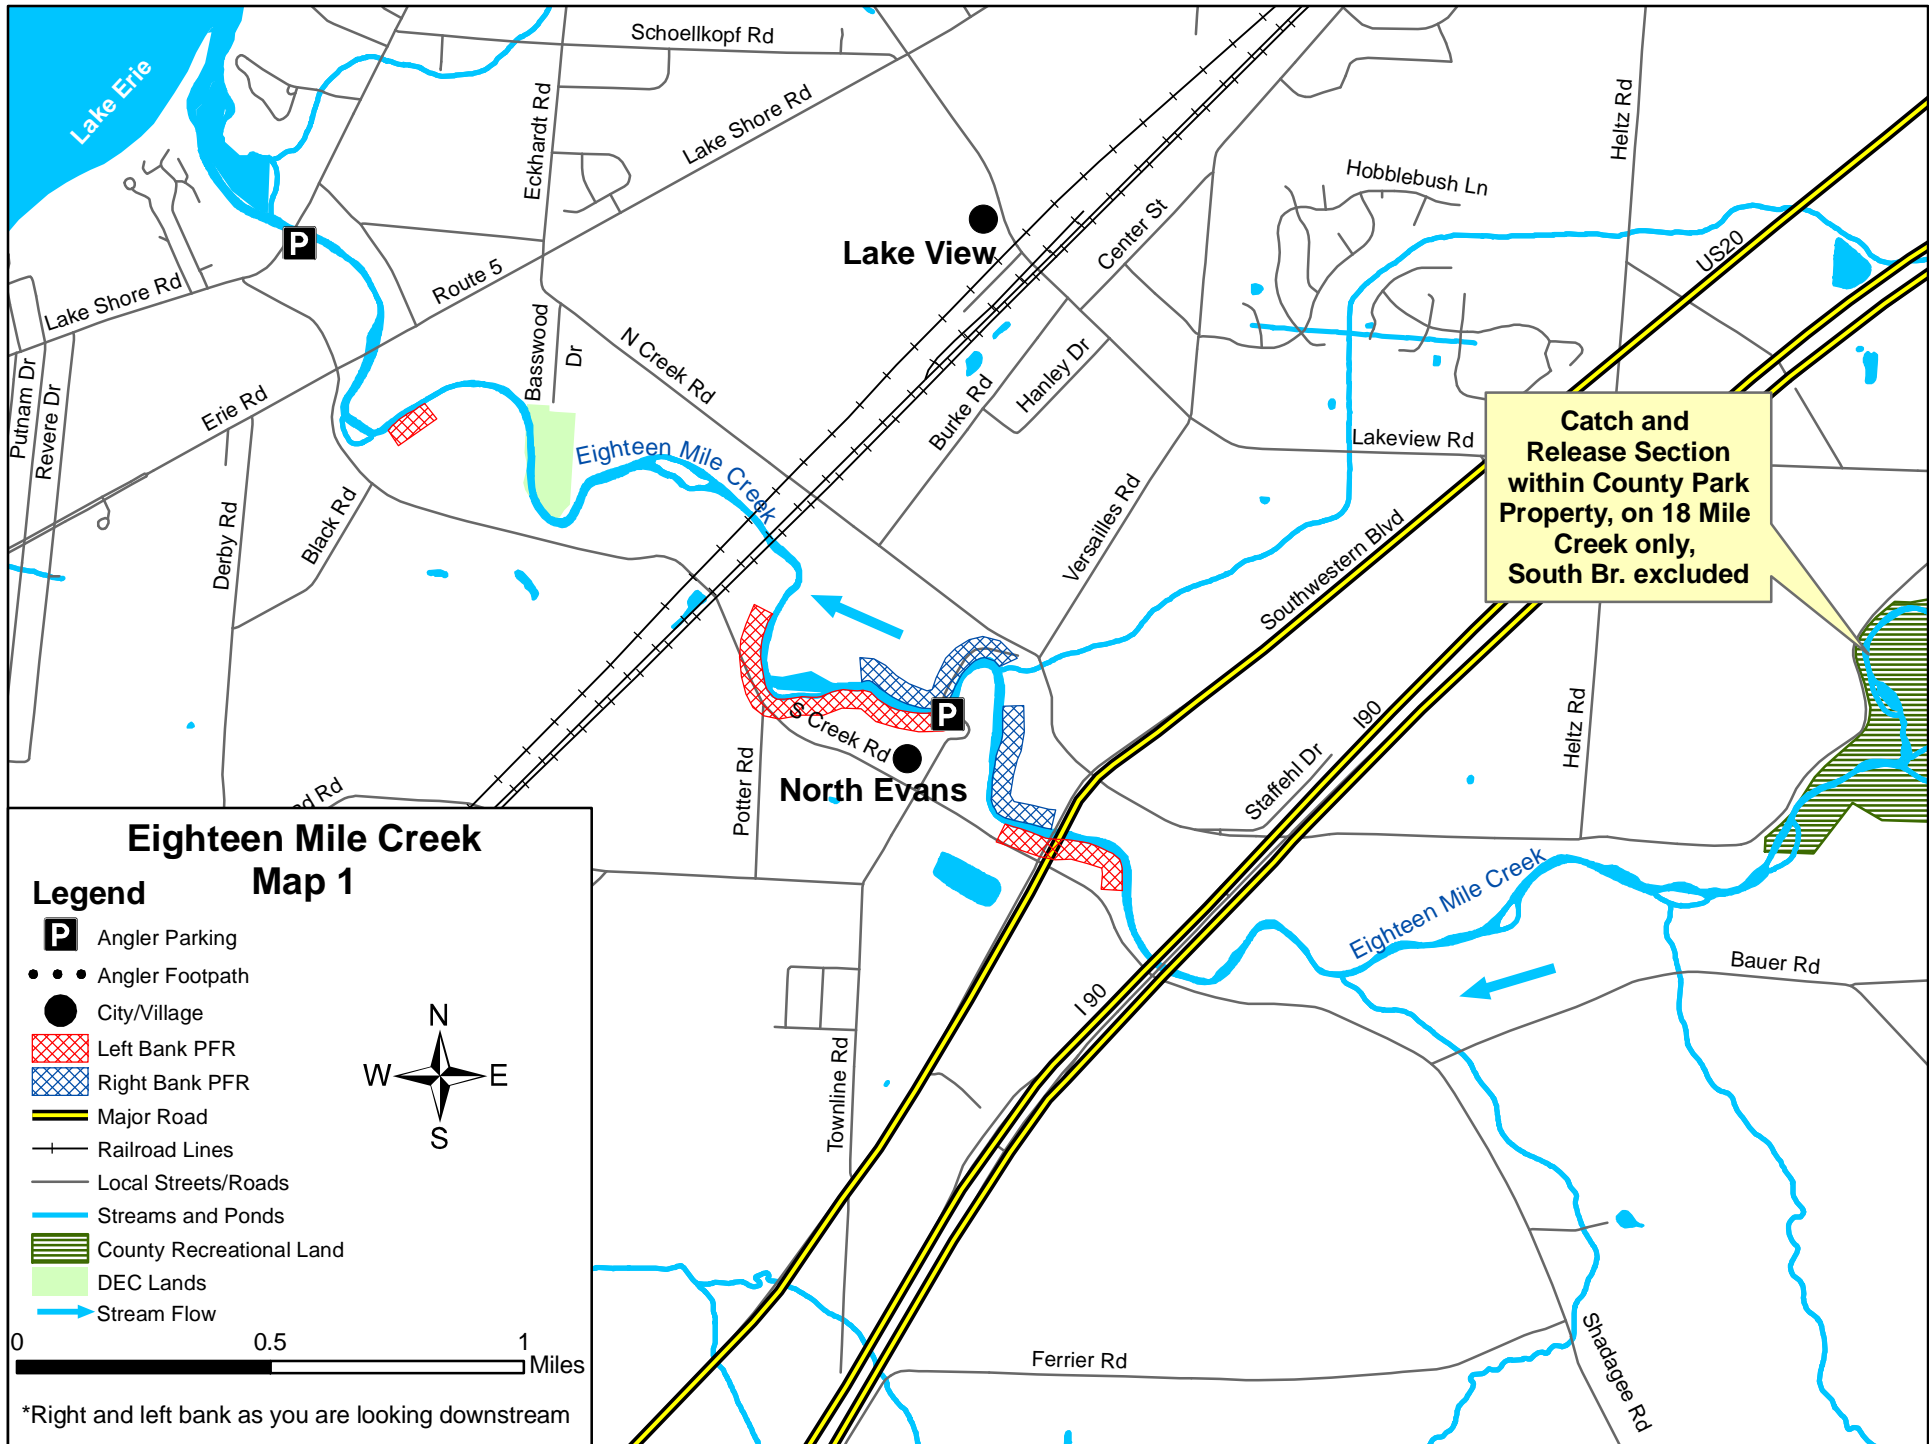 Schoellkopf Rd
Lake Erie
Eckhardt Rd
Lake Shore Rd
Heltz Rd
Hobblebush Ln
Center St
Lake View
US20
P
Lake Shore Rd
Route 5
Basswood
Dr
N Creek Rd
Putnam Dr
Revere Dr
Erie Rd
Burke Rd
Hanley Dr
Lakeview Rd
Catch and
Release Section
within County Park
Property, on 18 Mile
Creek only,
South Br. excluded
Eighteen Mile Creek
Derby Rd
Black Rd
Versailles Rd
Southwestern Blvd
P
S Creek Rd
North Evans
Potter Rd
I90
Staffehl Dr
Heltz Rd
Eighteen Mile Creek
Bauer Rd
I 90
Townline Rd
Ferrier Rd
Shadagee Rd
d Rd
Eighteen Mile Creek
Map 1
Legend
P Angler Parking
Angler Footpath
City/Village
Left Bank PFR
Right Bank PFR
Major Road
Railroad Lines
Local Streets/Roads
Streams and Ponds
County Recreational Land
DEC Lands
Stream Flow
N
W E
S
0 0.5 1
Miles
*Right and left bank as you are looking downstream